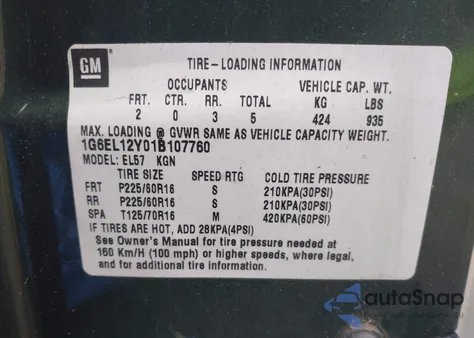 GM
TIRE-LOADING INFORMATION
OCCUPANTS VEHICLE CAP. WT.
FRT. CTR. RR. TOTAL KG LBS
2 0 3 5 424 935
MAX. LOADING @ GVWR SAME AS VEHICLE CAPACITY WEIGHT.
1G6EL12Y01B107760
MODEL: EL57 KGN
TIRE SIZE SPEED RTG COLD TIRE PRESSURE
FRT P225/60R16 S 210KPA(30PSI)
RR P225/60R16 S 210KPA(30PSI)
SPA T125/70R16 M 420KPA(60PSI)
IF TIRES ARE HOT, ADD 28KPA(4PSI)
See Owner's Manual for tire pressure needed at
160 Km/H (100 mph) or higher speeds, where legal,
and for additional tire information.
autoSnap